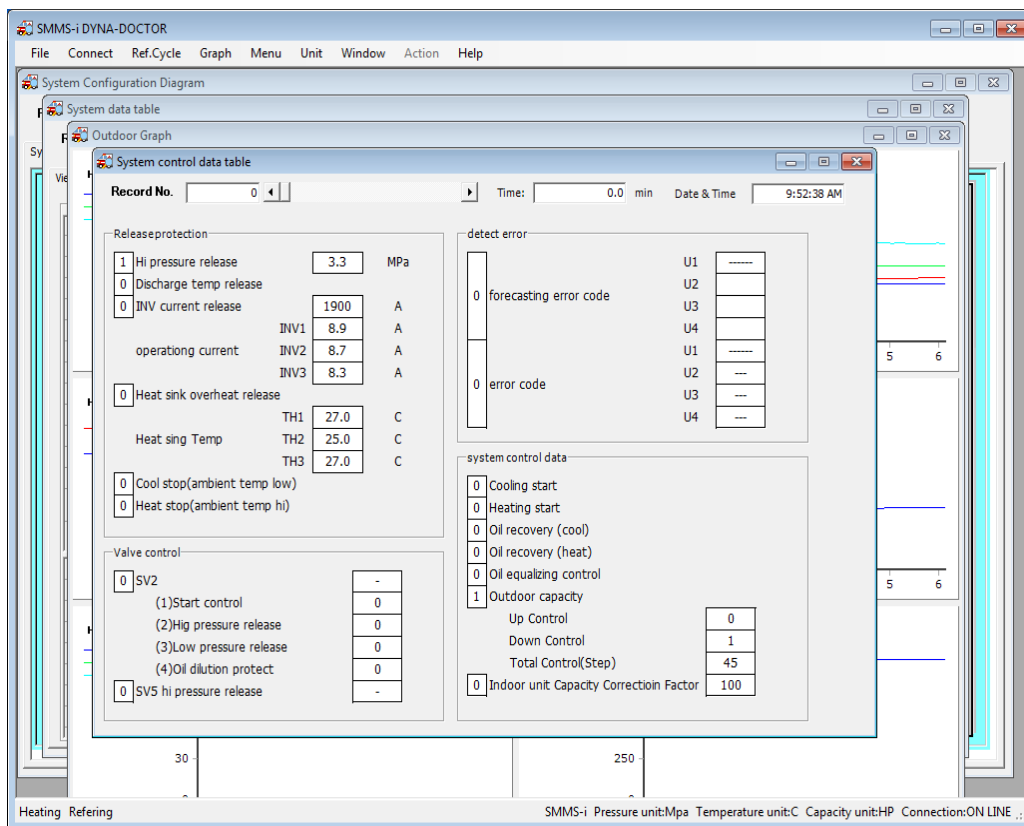 SMMS-i DYNA-DOCTOR
File Connect Ref.Cycle Graph Menu Unit Window Action Help
System Configuration Diagram
System data table
Outdoor Graph
System control data table
Record No. 0 Time: 0.0 min Date & Time 9:52:38 AM
Releaseprotection
1 Hi pressure release 3.3 MPa
0 Discharge temp release
0 INV current release 1900 A
INV1 8.9 A
operationg current INV2 8.7 A
INV3 8.3 A
0 Heat sink overheat release
TH1 27.0 C
Heat sing Temp TH2 25.0 C
TH3 27.0 C
0 Cool stop(ambient temp low)
0 Heat stop(ambient temp hi)
Valve control
0 SV2 -
(1)Start control 0
(2)Hig pressure release 0
(3)Low pressure release 0
(4)Oil dilution protect 0
0 SV5 hi pressure release -
detect error
0 forecasting error code
U1 ------
U2
U3
U4
0 error code
U1 ------
U2 ---
U3 ---
U4 ---
system control data
0 Cooling start
0 Heating start
0 Oil recovery (cool)
0 Oil recovery (heat)
0 Oil equalizing control
1 Outdoor capacity
Up Control 0
Down Control 1
Total Control(Step) 45
0 Indoor unit Capacity Correctioin Factor 100
5 6
5 6
30
250
Heating Refering SMMS-i Pressure unit:Mpa Temperature unit:C Capacity unit:HP Connection:ON LINE